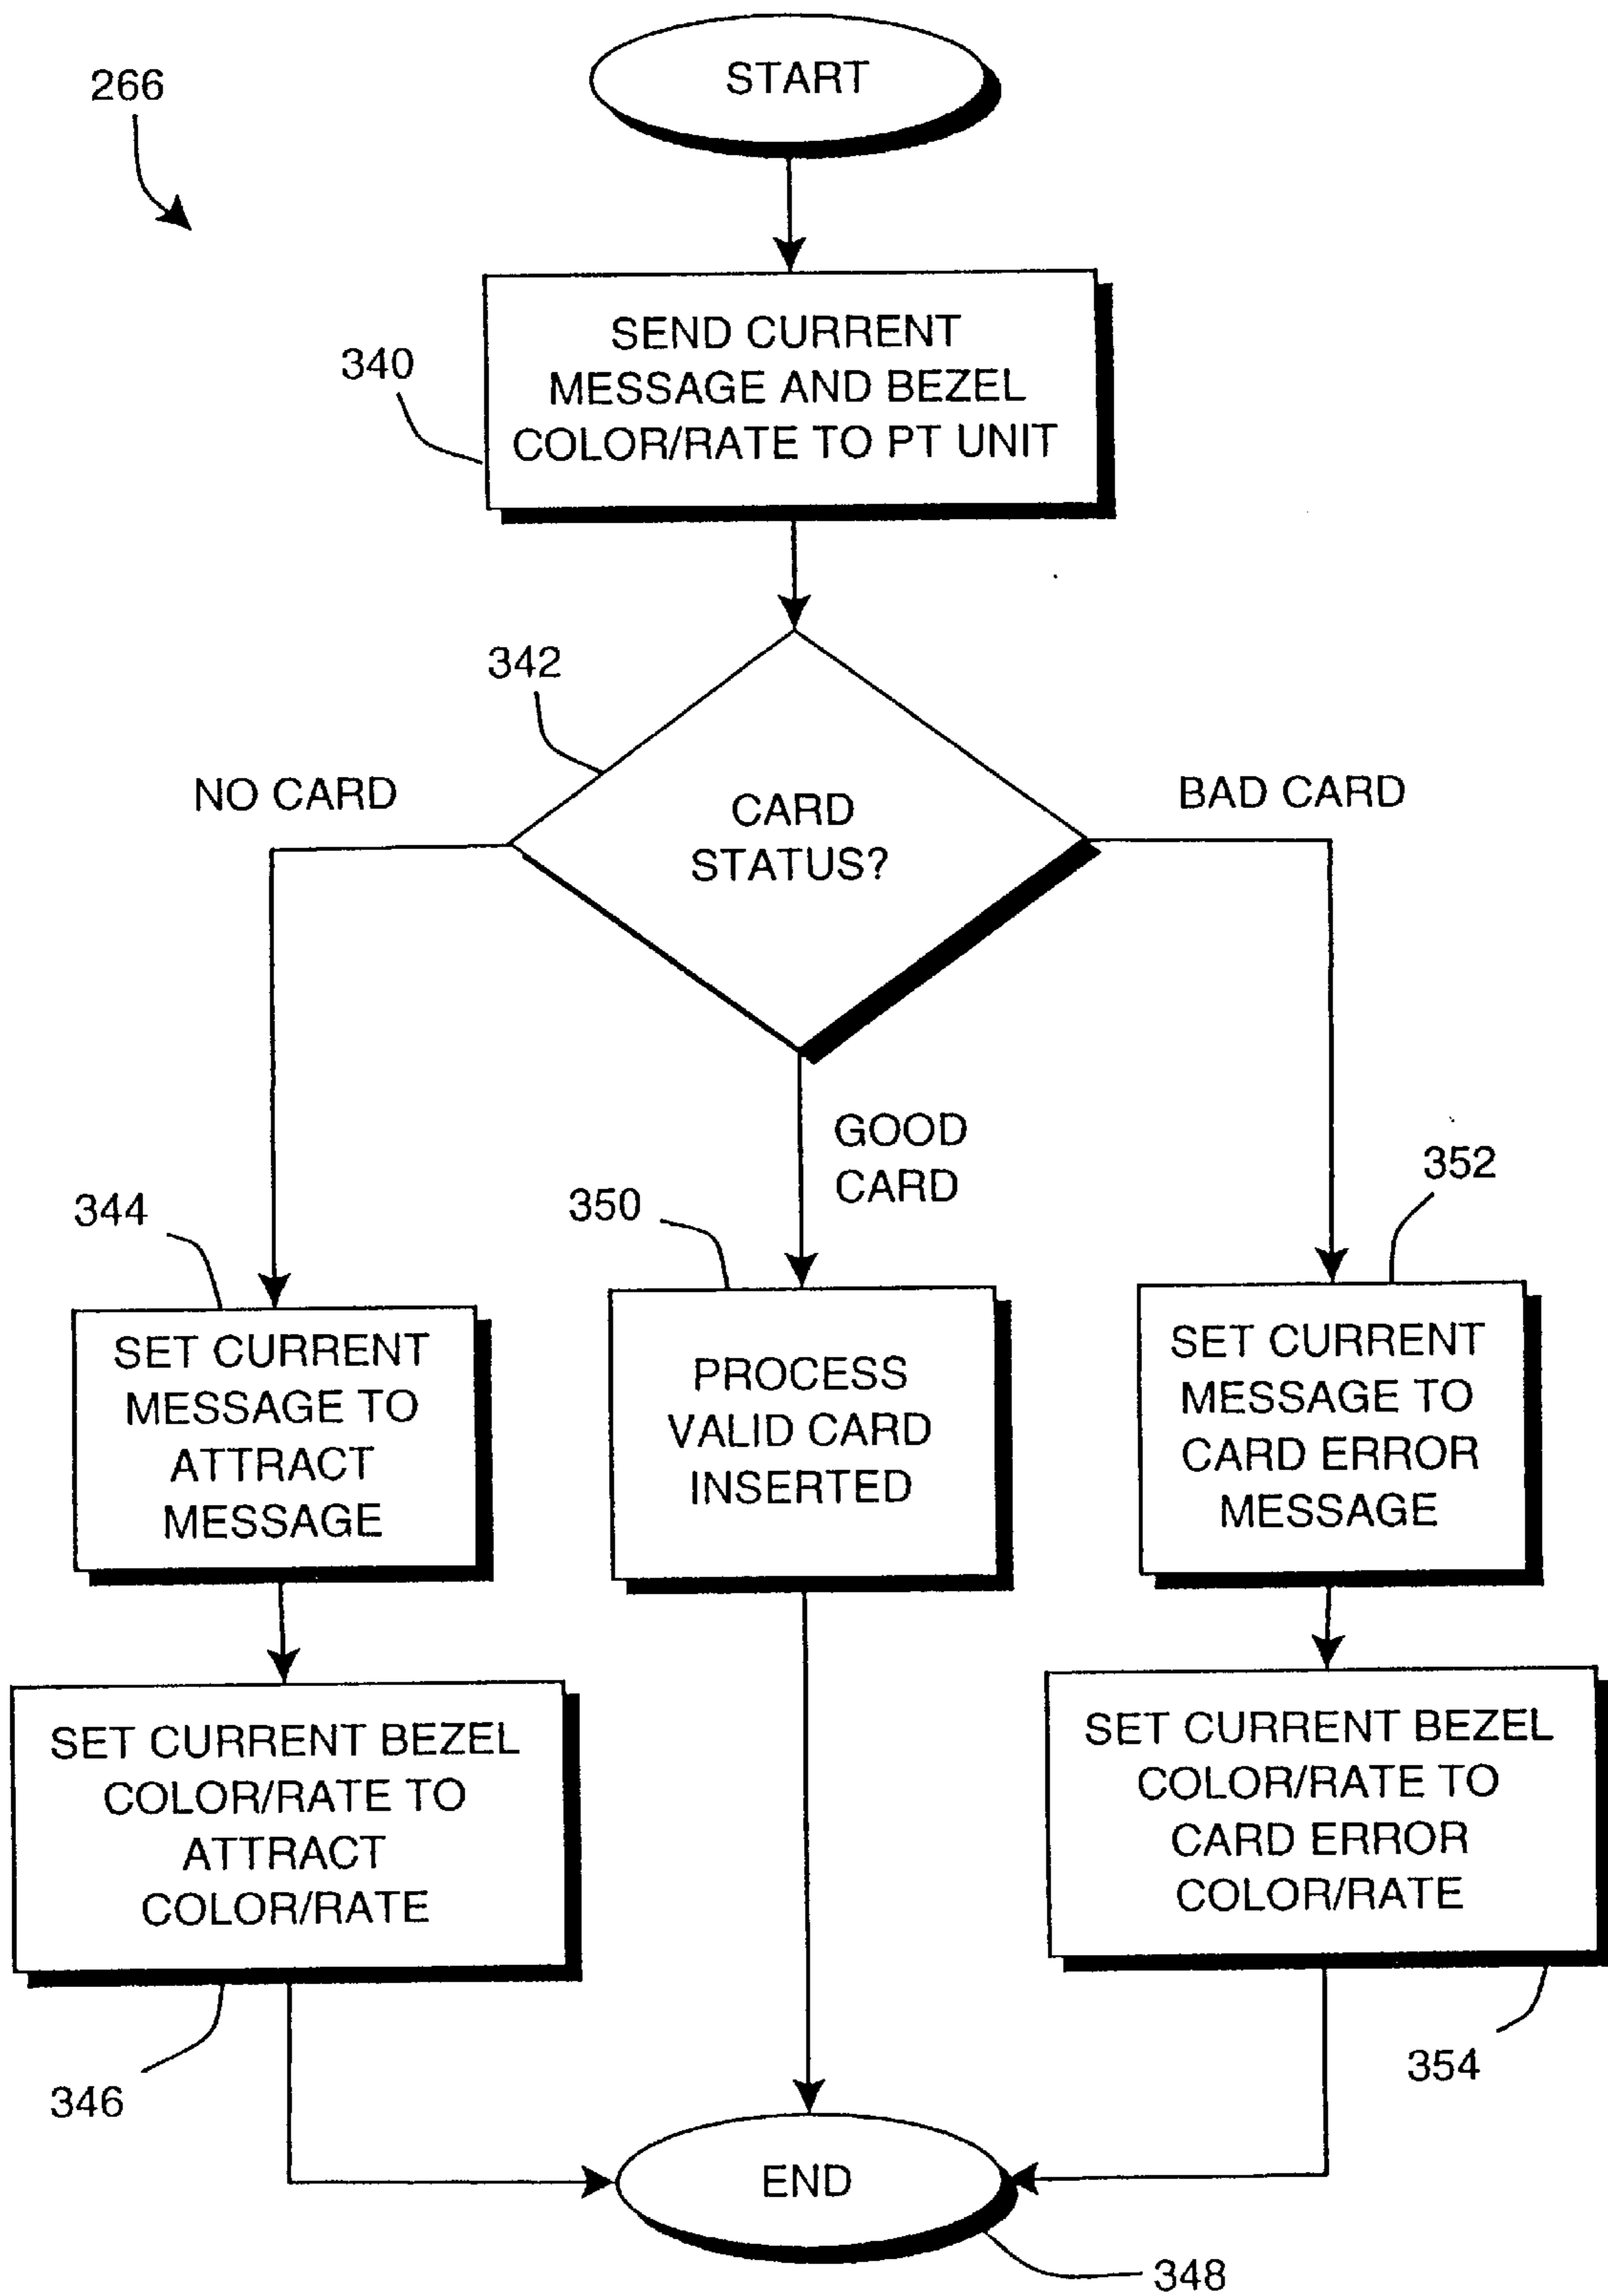 266
START
340
SEND CURRENT
MESSAGE AND BEZEL
COLOR/RATE TO PT UNIT
342
NO CARD
CARD
STATUS?
BAD CARD
GOOD
CARD
344
SET CURRENT
MESSAGE TO
ATTRACT
MESSAGE
350
PROCESS
VALID CARD
INSERTED
352
SET CURRENT
MESSAGE TO
CARD ERROR
MESSAGE
SET CURRENT BEZEL
COLOR/RATE TO
ATTRACT
COLOR/RATE
346
SET CURRENT BEZEL
COLOR/RATE TO
CARD ERROR
COLOR/RATE
354
END
348